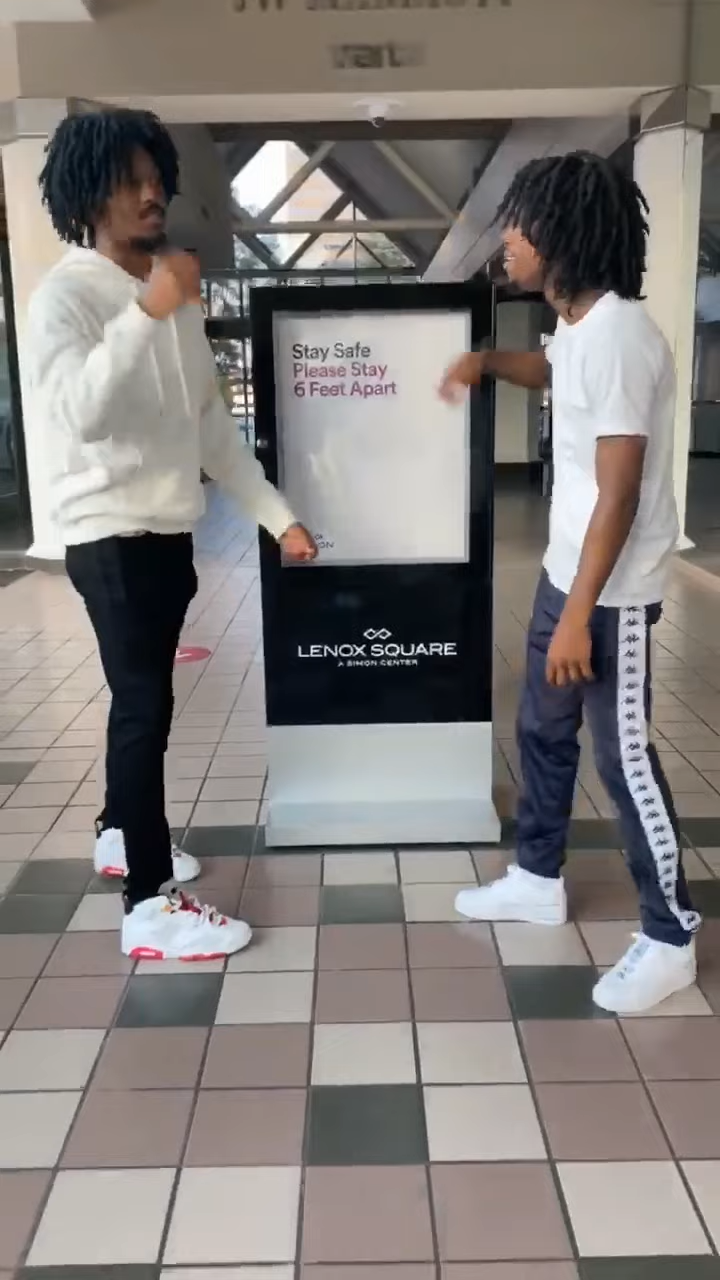 Stay Safe
Please Stay
6 Feet Apart
LENOX SQUARE
A SIMON CENTER